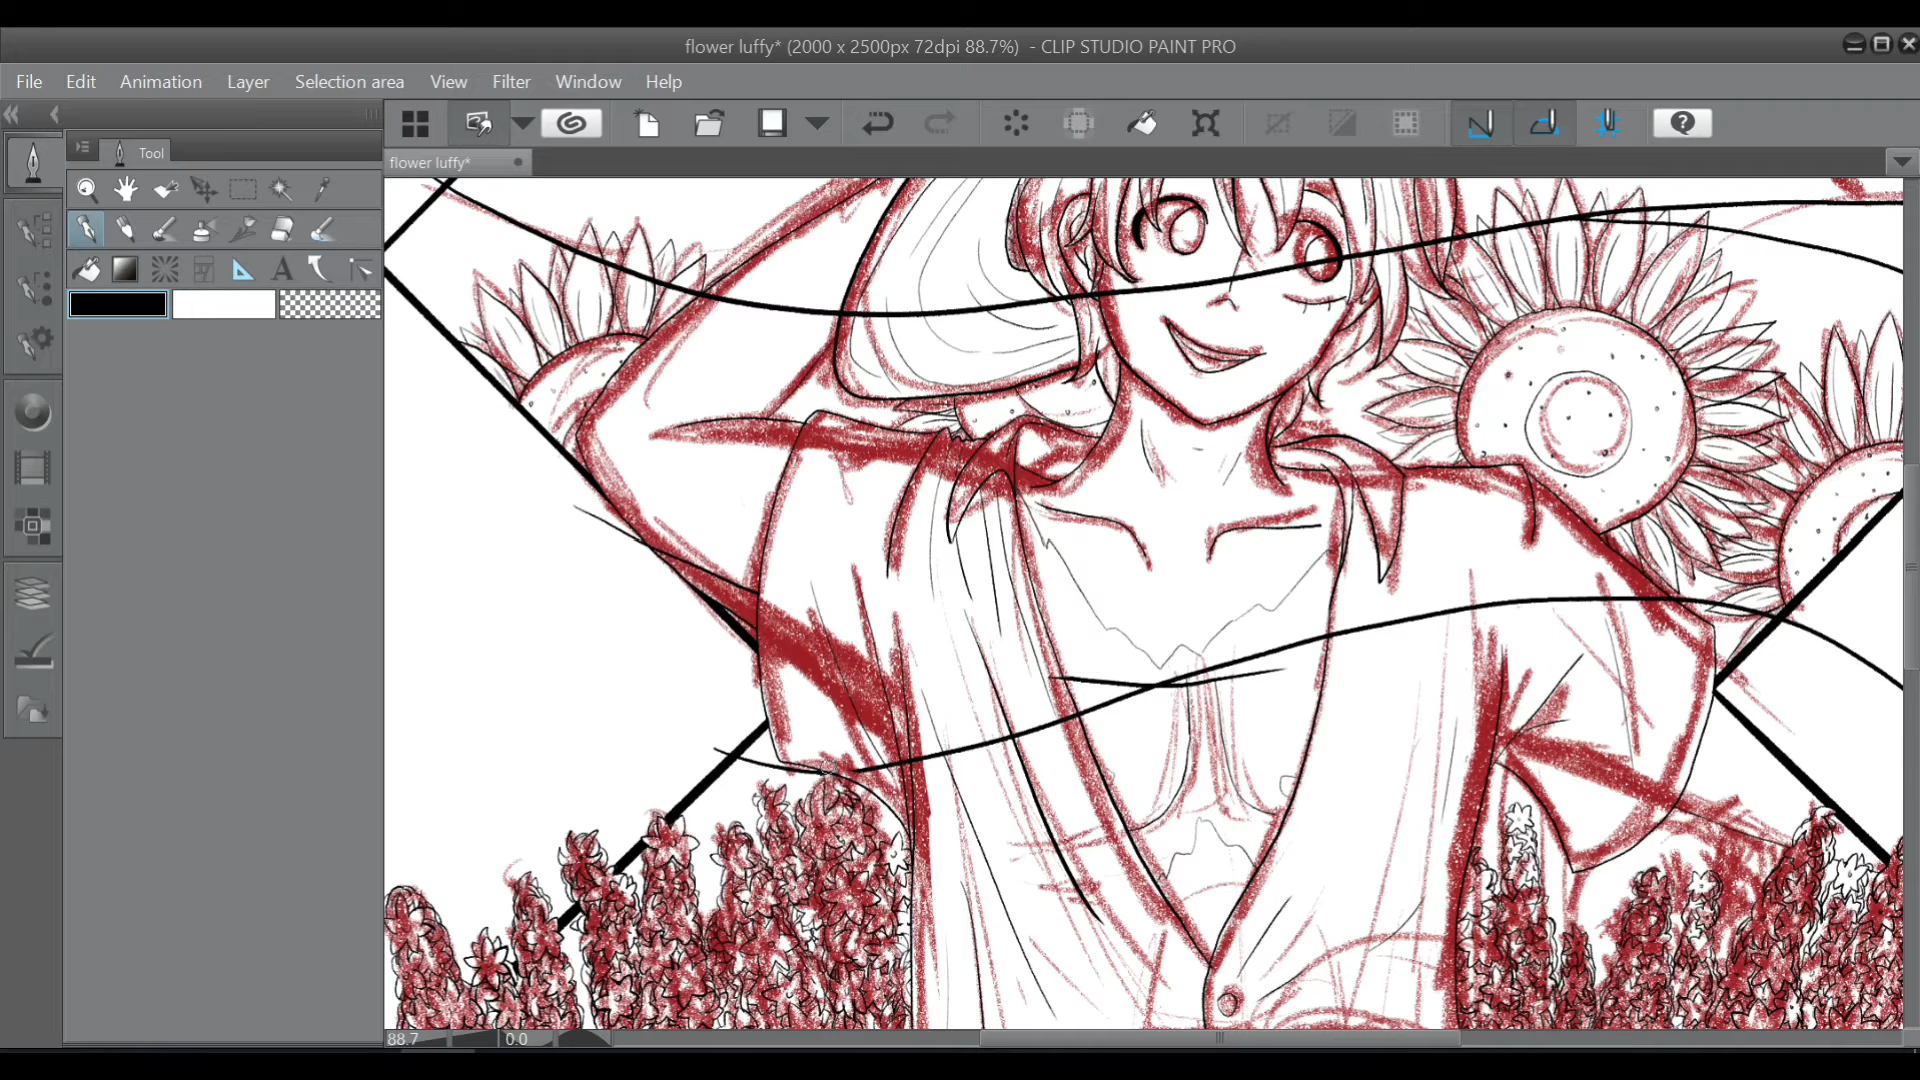 flower luffy* (2000 x 2500px 72dpi 88.7%) - CLIP STUDIO PAINT PRO
File Edit Animation Layer Selection area View Filter Window Help
Tool
flower luffy*
88.7 0.0